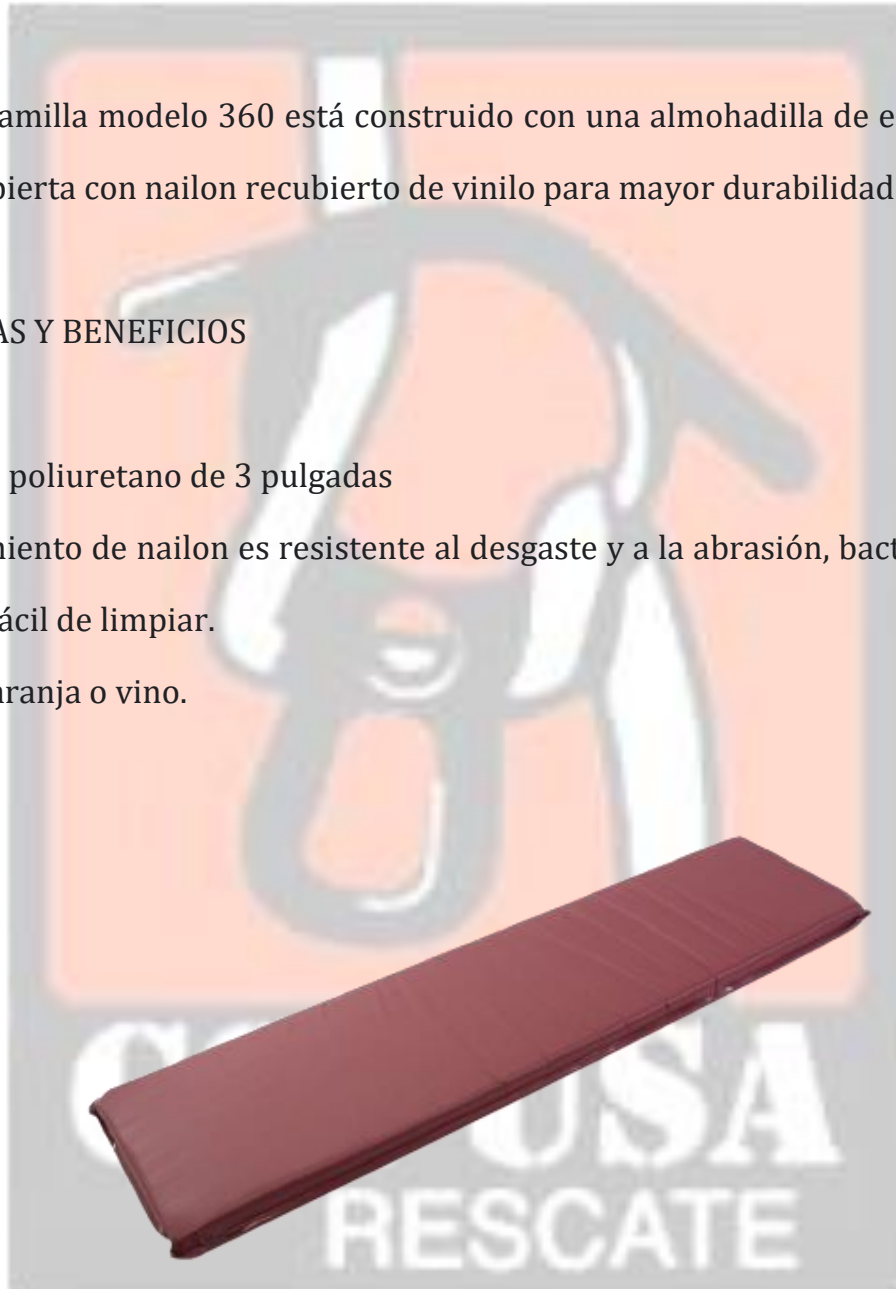 amilla modelo 360 está construido con una almohadilla de e
bierta con nailon recubierto de vinilo para mayor durabilidad
AS Y BENEFICIOS
poliuretano de 3 pulgadas
miento de nailon es resistente al desgaste y a la abrasión, bact
ácil de limpiar.
aranja o vino.
USA
RESCATE